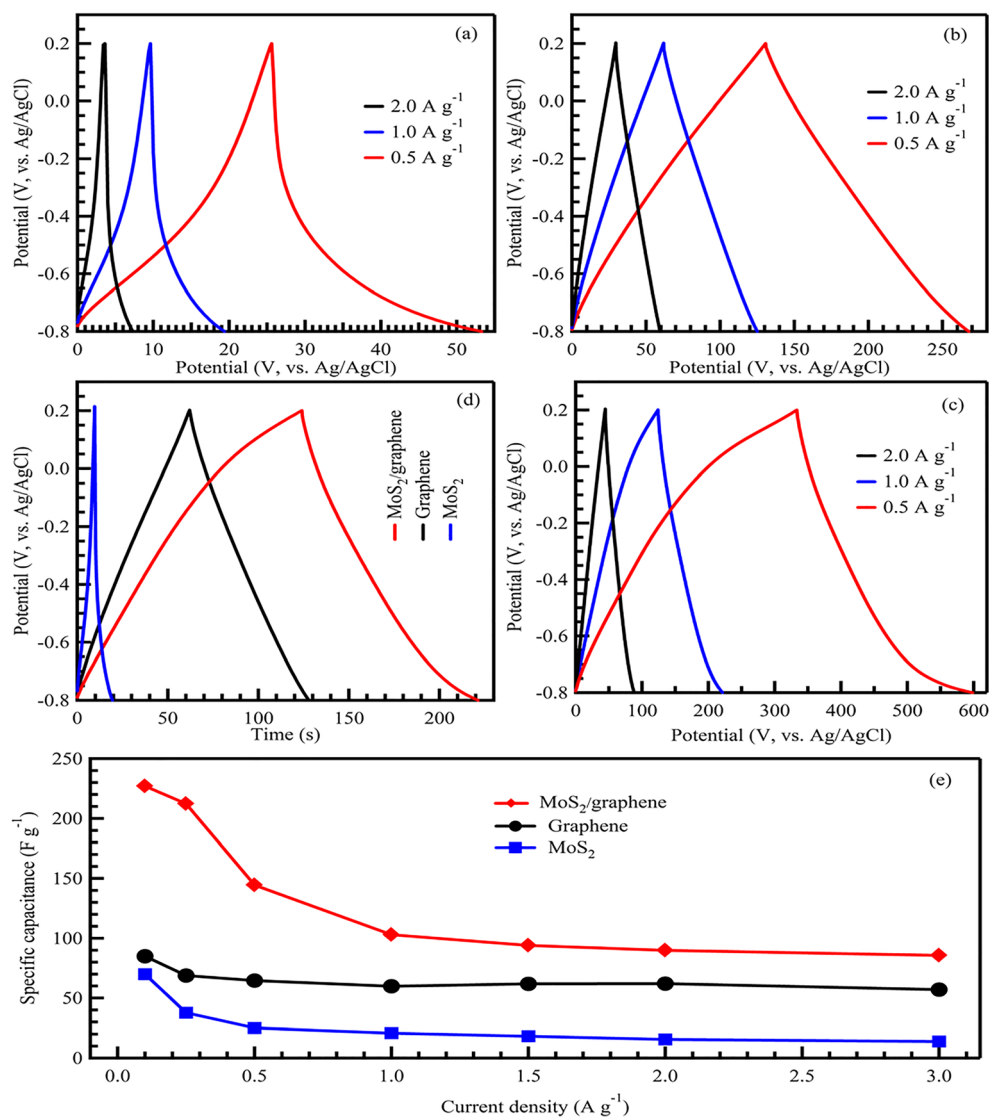 (a)
0.2
0.0
-0.2
-0.4
-0.6
-0.8
Potential (V, vs. Ag/AgCl)
2.0 A g-1
1.0 A g-1
0.5 A g-1
0 10 20 30 40 50
Potential (V, vs. Ag/AgCl)
(b)
0.2
0.0
-0.2
-0.4
-0.6
-0.8
Potential (V, vs. Ag/AgCl)
2.0 A g-1
1.0 A g-1
0.5 A g-1
0 50 100 150 200 250
Potential (V, vs. Ag/AgCl)
(d)
0.2
0.0
-0.2
-0.4
-0.6
-0.8
Potential (V, vs. Ag/AgCl)
MoS2/graphene
Graphene
MoS2
0 50 100 150 200
Time (s)
(c)
0.2
0.0
-0.2
-0.4
-0.6
-0.8
Potential (V, vs. Ag/AgCl)
2.0 A g-1
1.0 A g-1
0.5 A g-1
0 100 200 300 400 500 600
Potential (V, vs. Ag/AgCl)
(e)
250
200
150
100
50
0
Specific capacitance (F g-1)
MoS2/graphene
Graphene
MoS2
0.0 0.5 1.0 1.5 2.0 2.5 3.0
Current density (A g-1)